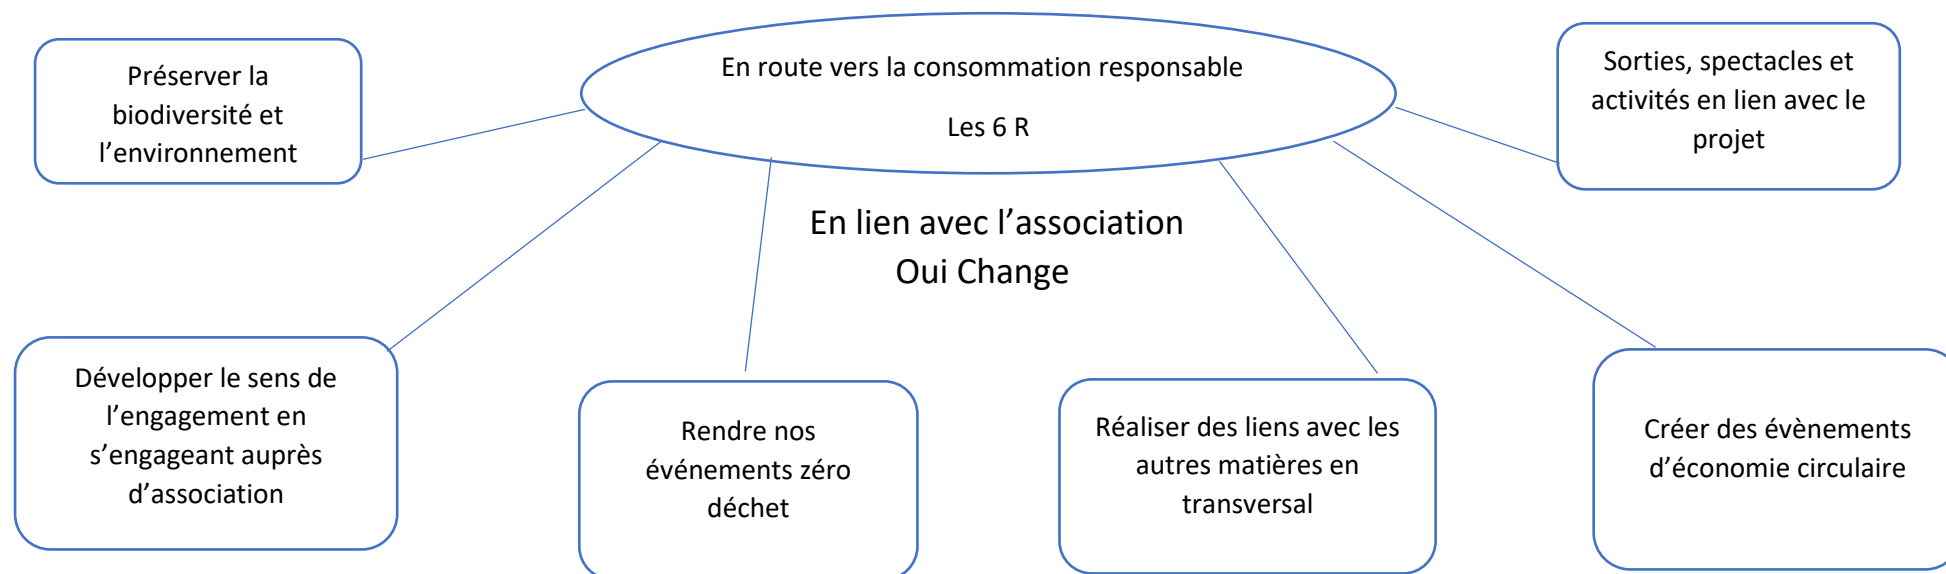 Préserver la
biodiversité et
l’environnement
En route vers la consommation responsable
Les 6 R
Sorties, spectacles et
activités en lien avec le
projet
En lien avec l’association
Oui Change
Développer le sens de
l’engagement en
s’engageant auprès
d’association
Rendre nos
événements zéro
déchet
Réaliser des liens avec les
autres matières en
transversal
Créer des évènements
d’économie circulaire